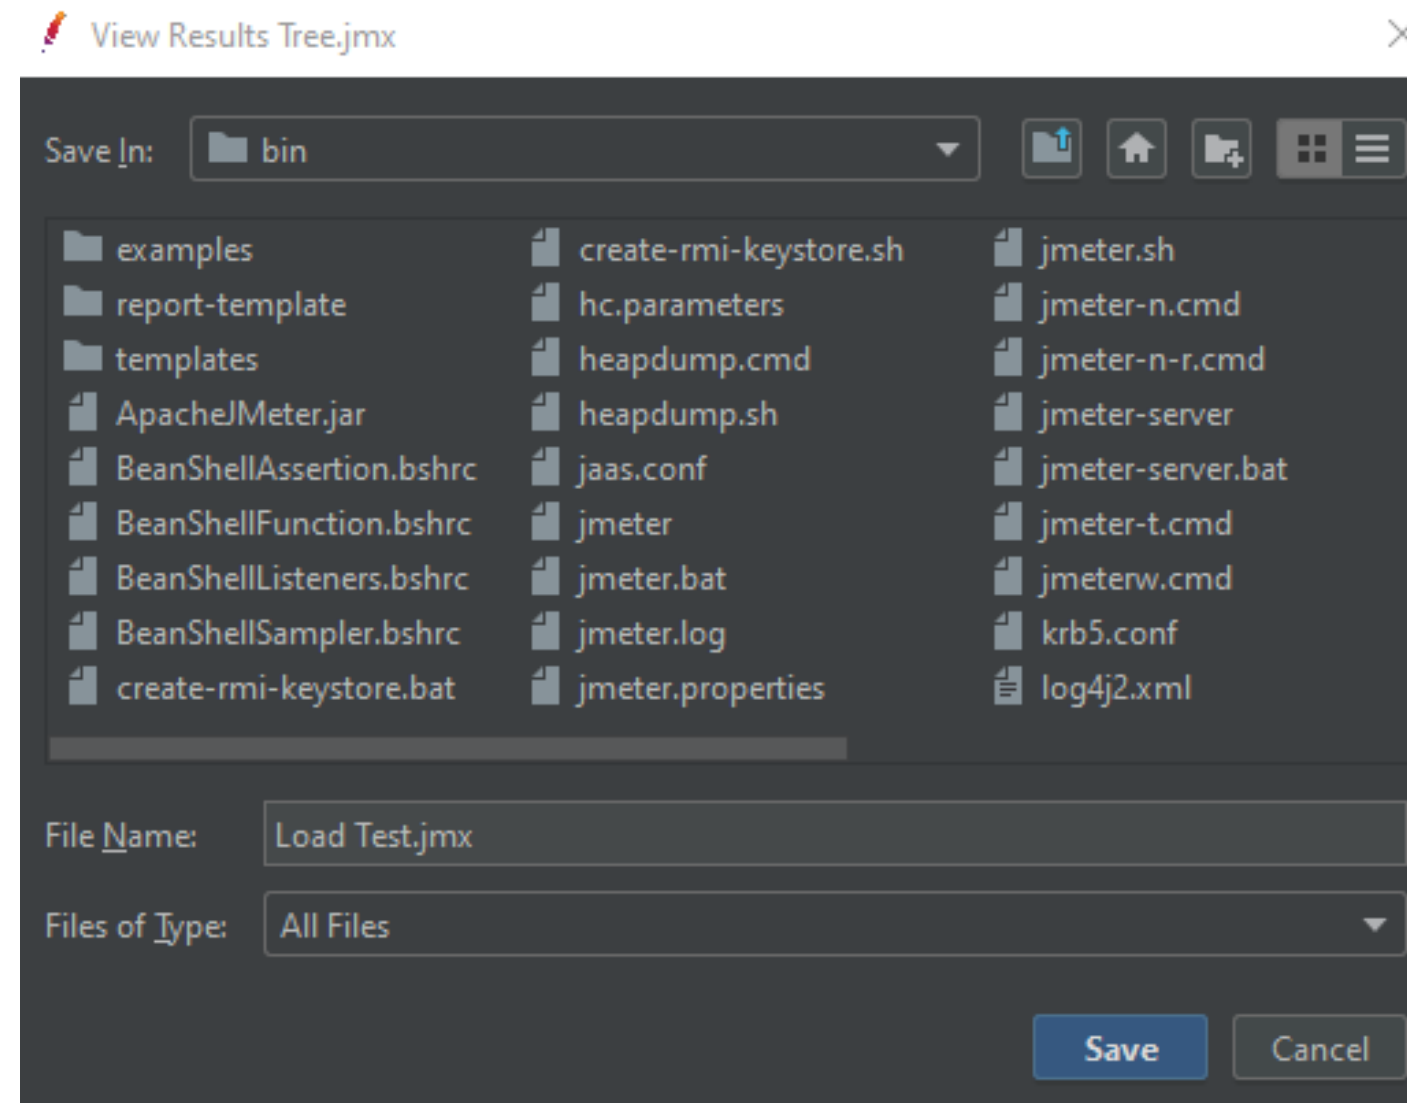 View Results Tree.jmx
Save In: bin
examples
report-template
templates
ApacheJMeter.jar
BeanShellAssertion.bshrc
BeanShellFunction.bshrc
BeanShellListeners.bshrc
BeanShellSampler.bshrc
create-rmi-keystore.bat
create-rmi-keystore.sh
hc.parameters
heapdump.cmd
heapdump.sh
jaas.conf
jmeter
jmeter.bat
jmeter.log
jmeter.properties
jmeter.sh
jmeter-n.cmd
jmeter-n-r.cmd
jmeter-server
jmeter-server.bat
jmeter-t.cmd
jmeterw.cmd
krb5.conf
log4j2.xml
File Name: Load Test.jmx
Files of Type: All Files
Save Cancel